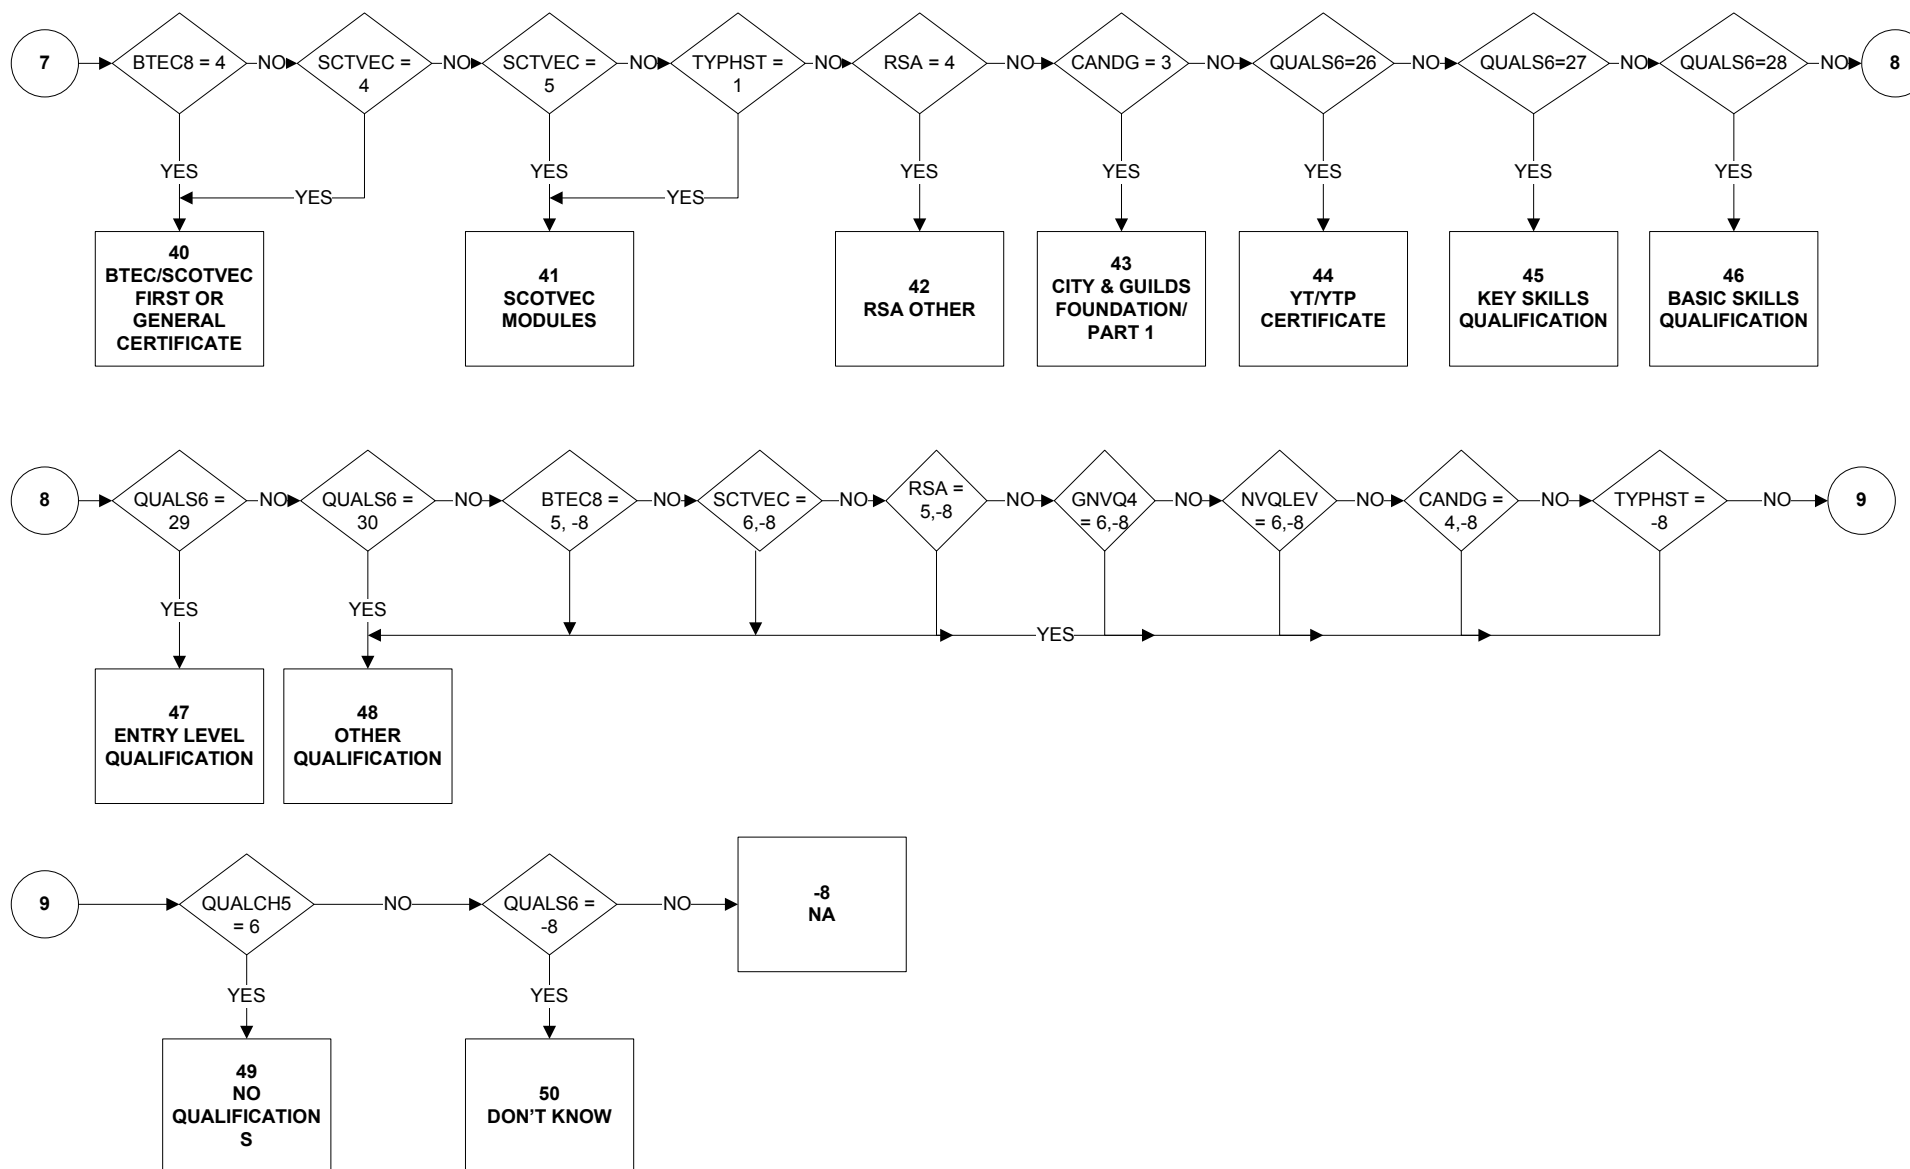 7
BTEC8 = 4
NO
SCTVEC =
4
NO
SCTVEC =
5
NO
TYPHST =
1
NO
RSA = 4
NO
CANDG = 3
NO
QUALS6=26
NO
QUALS6=27
NO
QUALS6=28
NO
8
YES
YES
YES
YES
YES
YES
YES
YES
YES
40
BTEC/SCOTVEC
FIRST OR
GENERAL
CERTIFICATE
41
SCOTVEC
MODULES
42
RSA OTHER
43
CITY & GUILDS
FOUNDATION/
PART 1
44
YT/YTP
CERTIFICATE
45
KEY SKILLS
QUALIFICATION
46
BASIC SKILLS
QUALIFICATION
8
QUALS6 =
29
NO
QUALS6 =
30
NO
BTEC8 =
5, -8
NO
SCTVEC =
6,-8
NO
RSA =
5,-8
NO
GNVQ4
= 6,-8
NO
NVQLEV
= 6,-8
NO
CANDG =
4,-8
NO
TYPHST =
-8
NO
9
YES
YES
YES
47
ENTRY LEVEL
QUALIFICATION
48
OTHER
QUALIFICATION
9
QUALCH5
= 6
NO
QUALS6 =
-8
NO
-8
NA
YES
YES
49
NO
QUALIFICATION
S
50
DON'T KNOW